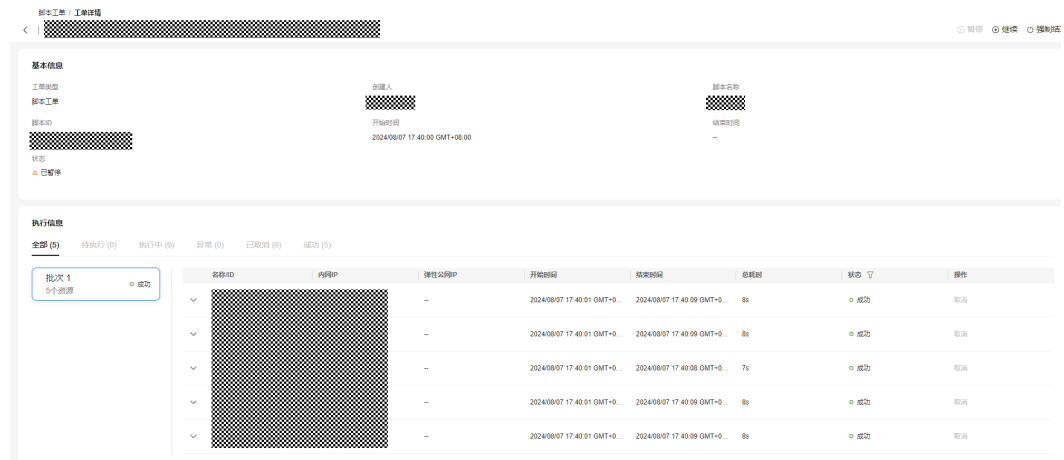 脚本工单 / 工单详情
暂停 继续 强制结
基本信息
工单类型 创建人 脚本名称
脚本工单
脚本ID 开始时间 结束时间
2024/08/07 17:40:00 GMT+08:00 --
状态
已暂停
执行信息
全部 (5) 待执行 (0) 执行中 (0) 异常 (0) 已取消 (0) 成功 (5)
批次 1
5个资源
成功
名称/ID 内网IP 弹性公网IP 开始时间 结束时间 总耗时 状态 操作
-- 2024/08/07 17:40:01 GMT+0... 2024/08/07 17:40:09 GMT+0... 8s 成功 取消
-- 2024/08/07 17:40:01 GMT+0... 2024/08/07 17:40:09 GMT+0... 8s 成功 取消
-- 2024/08/07 17:40:01 GMT+0... 2024/08/07 17:40:08 GMT+0... 7s 成功 取消
-- 2024/08/07 17:40:01 GMT+0... 2024/08/07 17:40:09 GMT+0... 8s 成功 取消
-- 2024/08/07 17:40:01 GMT+0... 2024/08/07 17:40:09 GMT+0... 8s 成功 取消